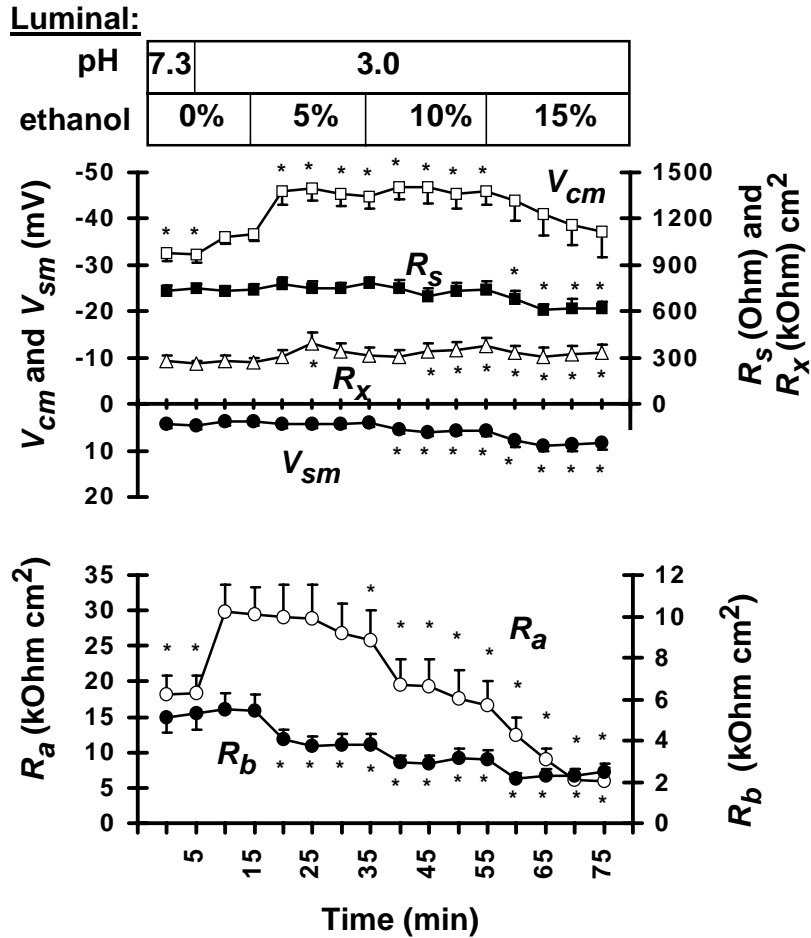 Luminal:
pH 7.3 3.0
ethanol 0% 5% 10% 15%
-50
-40
-30
-20
-10
0
10
20
V_cm and V_sm (mV)
1500
1200
900
600
300
0
R_s (Ohm) and
R_x (kOhm) cm2
* * * * * * * * * *
V_cm
R_s
* * * *
R_x
* * * * * * * *
V_sm
* * * * * * * *
35
30
25
20
15
10
5
0
R_a (kOhm cm2)
12
10
8
6
4
2
0
R_b (kOhm cm2)
* * * * * * * * * * *
R_a
R_b
* * * * * * * * * * * *
5 15 25 35 45 55 65 75
Time (min)